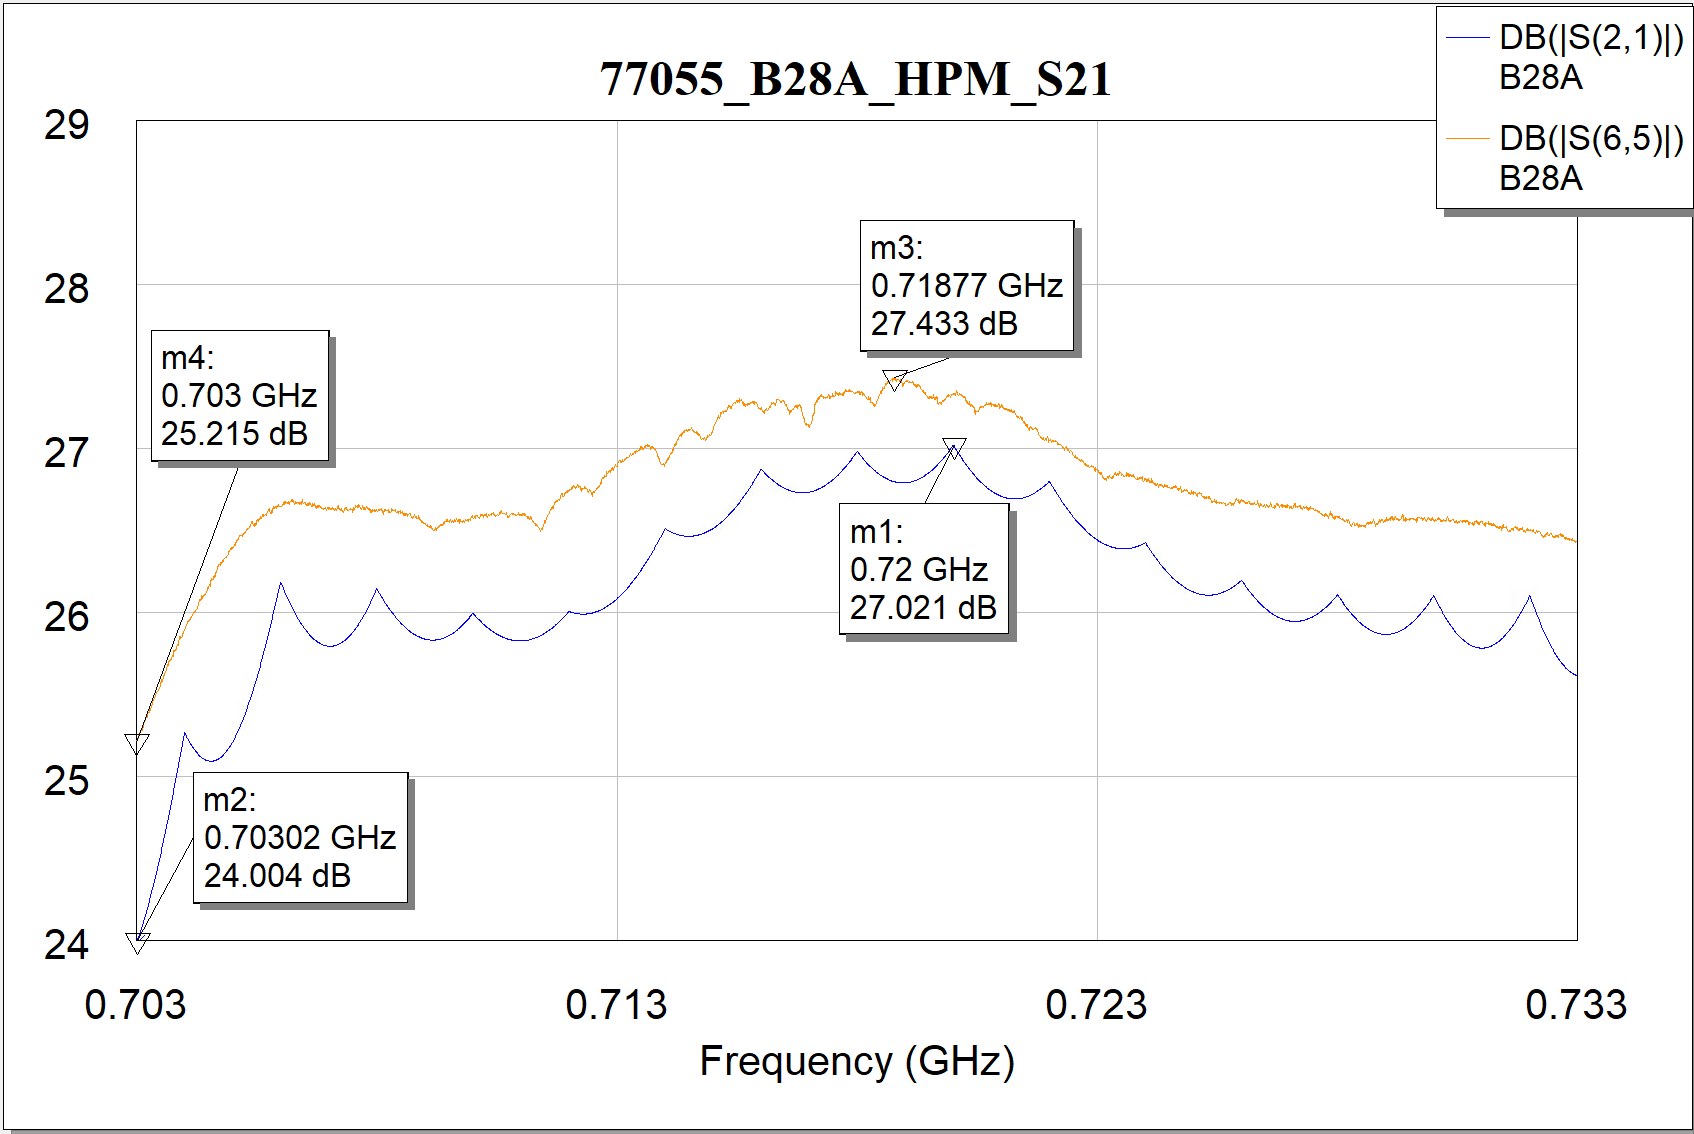 DB(|S(2,1)|)
B28A
DB(|S(6,5)|)
B28A
77055_B28A_HPM_S21
29
28
27
26
25
24
m3:
0.71877 GHz
27.433 dB
m4:
0.703 GHz
25.215 dB
m1:
0.72 GHz
27.021 dB
m2:
0.70302 GHz
24.004 dB
0.703
0.713
0.723
0.733
Frequency (GHz)